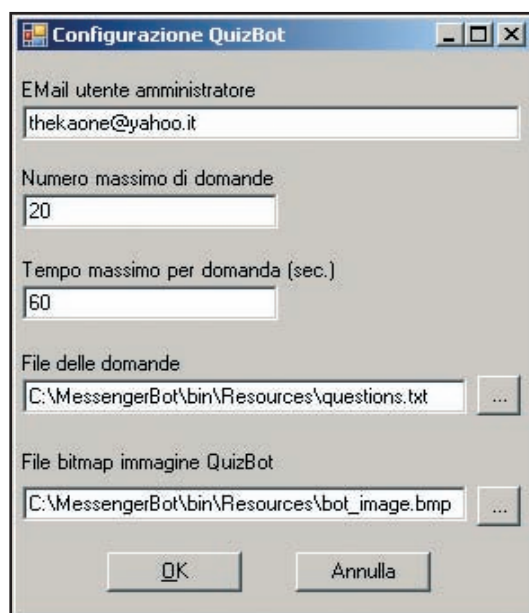 Configurazione QuizBot
EMail utente amministratore
thekaone@yahoo.it
Numero massimo di domande
20
Tempo massimo per domanda (sec.)
60
File delle domande
C:\MessengerBot\bin\Resources\questions.txt
...
File bitmap immagine QuizBot
C:\MessengerBot\bin\Resources\bot_image.bmp
...
OK
Annulla